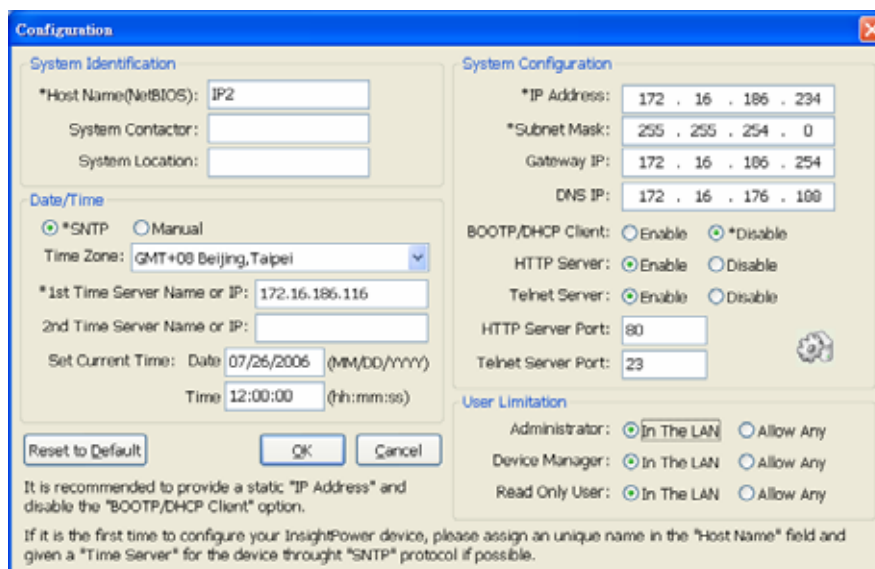 Configuration
System Identification
*Host Name(NetBIOS): IP2
System Contactor:
System Location:
Date/Time
*SNTP Manual
Time Zone: GMT+08 Beijing,Taipei
*1st Time Server Name or IP: 172.16.186.116
2nd Time Server Name or IP:
Set Current Time: Date 07/26/2006 (MM/DD/YYYY)
Time 12:00:00 (hh:mm:ss)
Reset to Default OK Cancel
It is recommended to provide a static "IP Address" and
disable the "BOOTP/DHCP Client" option.
System Configuration
*IP Address: 172 . 16 . 186 . 234
*Subnet Mask: 255 . 255 . 254 . 0
Gateway IP: 172 . 16 . 186 . 254
DNS IP: 172 . 16 . 176 . 188
BOOTP/DHCP Client: Enable *Disable
HTTP Server: Enable Disable
Telnet Server: Enable Disable
HTTP Server Port: 80
Telnet Server Port: 23
User Limitation
Administrator: In The LAN Allow Any
Device Manager: In The LAN Allow Any
Read Only User: In The LAN Allow Any
If it is the first time to configure your InsightPower device, please assign an unique name in the "Host Name" field and
given a "Time Server" for the device throught "SNTP" protocol if possible.